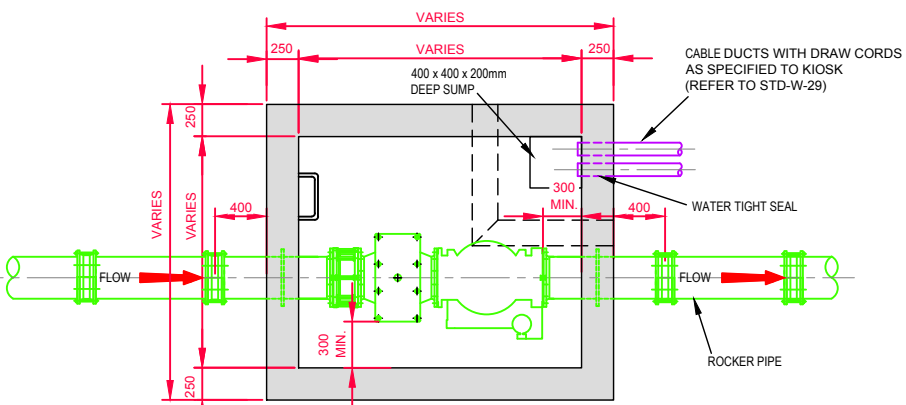 VARIES
250
VARIES
250
CABLE DUCTS WITH DRAW CORDS
AS SPECIFIED TO KIOSK
(REFER TO STD-W-29)
400 x 400 x 200mm
DEEP SUMP
250
VARIES
VARIES
300
MIN.
WATER TIGHT SEAL
400
400
FLOW
FLOW
300
MIN.
ROCKER PIPE
250